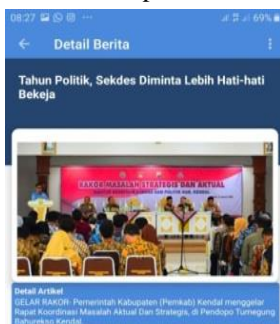 08:27 69%
Detail Berita
Tahun Politik, Sekdes Diminta Lebih Hati-hati
Bekeja
RAKOR MASALAH STRATEGIS DAN AKTUAL
Detail Artikel
GELAR RAKOR- Pemerintah Kabupaten (Pemkab) Kendal menggelar
Rapat Koordinasi Masalah Aktual Dan Strategis, di Pendopo Tumegung
Bahurekso Kendal